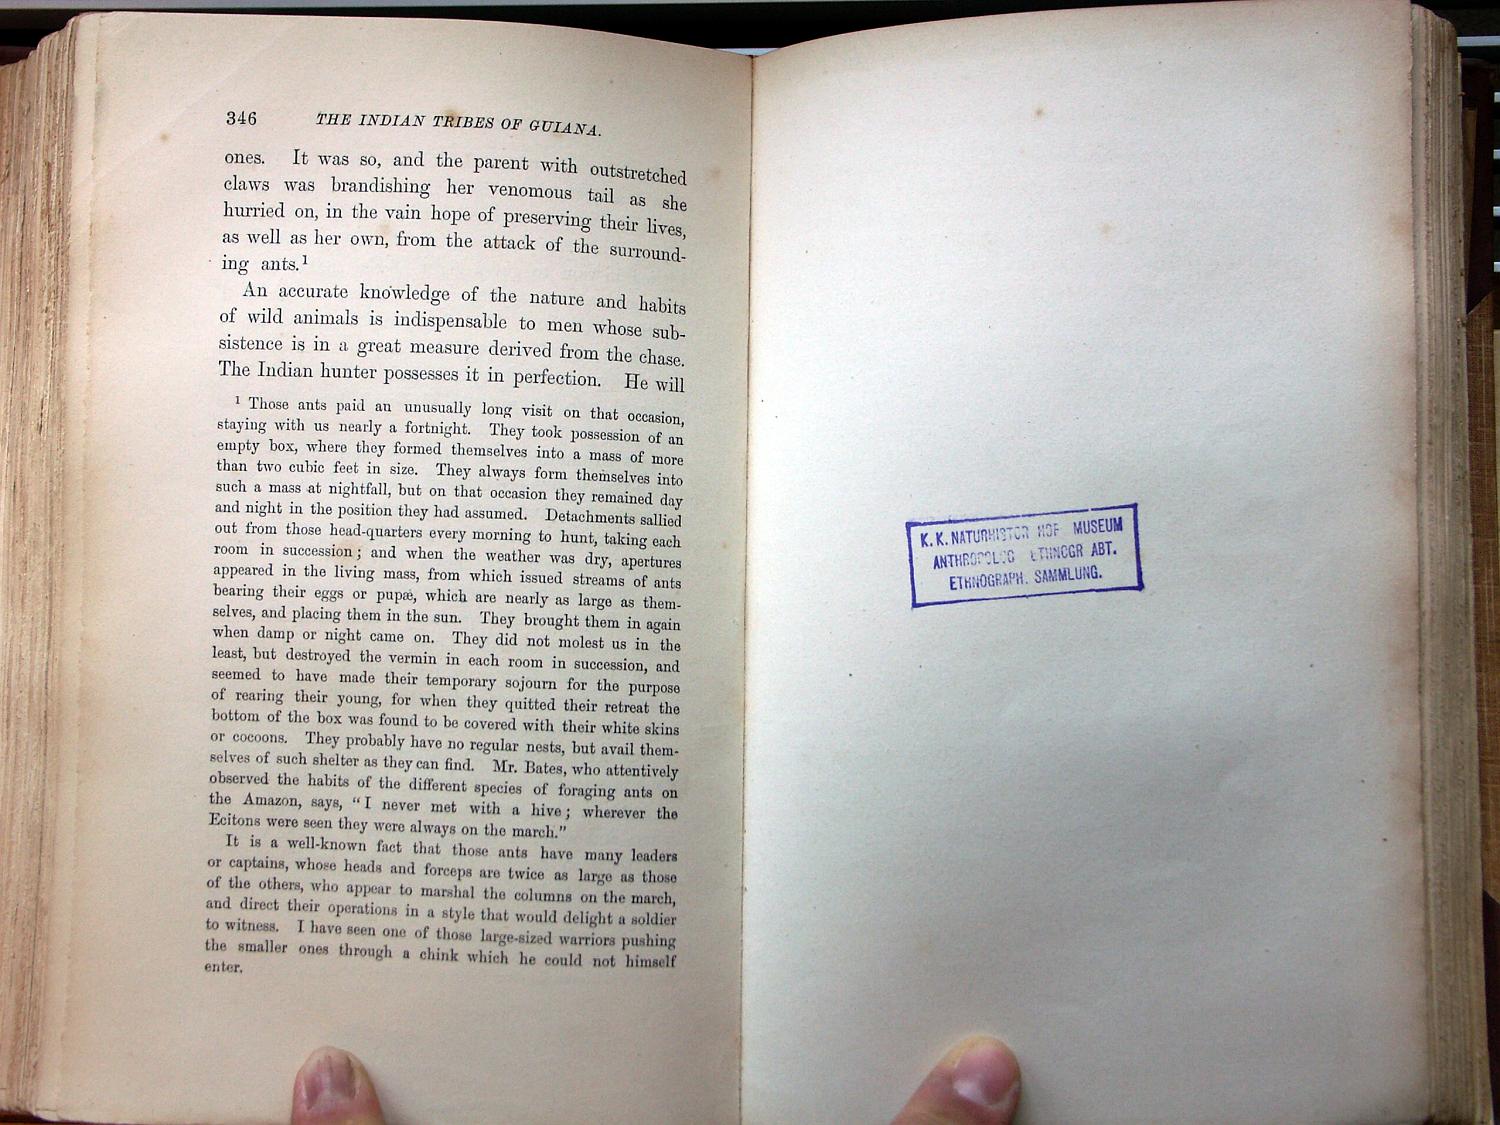 346 THE INDIAN TRIBES OF GUIANA.
ones. It was so, and the parent with outstretched
claws was brandishing her venomous tail as she
hurried on, in the vain hope of preserving their lives,
as well as her own, from the attack of the surround-
ing ants.¹
An accurate knowledge of the nature and habits
of wild animals is indispensable to men whose sub-
sistence is in a great measure derived from the chase.
The Indian hunter possesses it in perfection. He will
¹ Those ants paid an unusually long visit on that occasion,
staying with us nearly a fortnight. They took possession of an
empty box, where they formed themselves into a mass of more
than two cubic feet in size. They always form themselves into
such a mass at nightfall, but on that occasion they remained day
and night in the position they had assumed. Detachments sallied
out from those head-quarters every morning to hunt, taking each
room in succession; and when the weather was dry, apertures
appeared in the living mass, from which issued streams of ants
bearing their eggs or pupæ, which are nearly as large as them-
selves, and placing them in the sun. They brought them in again
when damp or night came on. They did not molest us in the
least, but destroyed the vermin in each room in succession, and
seemed to have made their temporary sojourn for the purpose
of rearing their young, for when they quitted their retreat the
bottom of the box was found to be covered with their white skins
or cocoons. They probably have no regular nests, but avail them-
selves of such shelter as they can find. Mr. Bates, who attentively
observed the habits of the different species of foraging ants on
the Amazon, says, "I never met with a hive; wherever the
Ecitons were seen they were always on the march."
It is a well-known fact that those ants have many leaders
or captains, whose heads and forceps are twice as large as those
of the others, who appear to marshal the columns on the march,
and direct their operations in a style that would delight a soldier
to witness. I have seen one of those large-sized warriors pushing
the smaller ones through a chink which he could not himself
enter.
K. K. NATURHISTOR HOF MUSEUM
ANTHROPOLOG ETHNOGR ABT.
ETHNOGRAPH. SAMMLUNG.